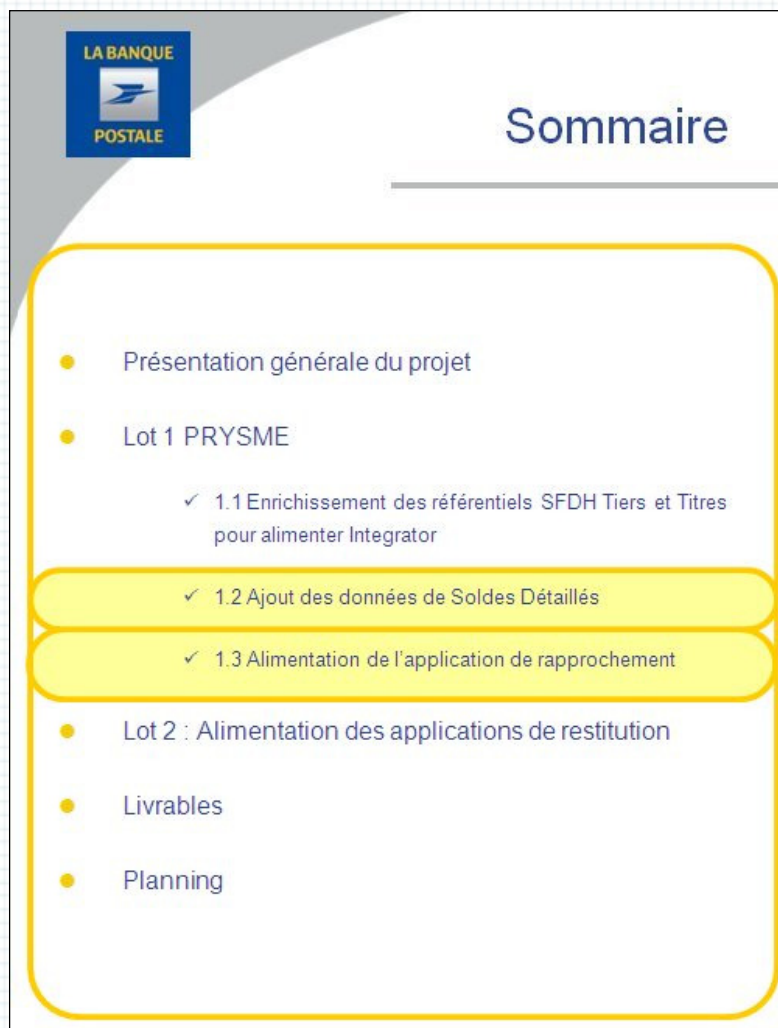 LA BANQUE
POSTALE
Sommaire
Présentation générale du projet
Lot 1 PRYSME
1.1 Enrichissement des référentiels SFDH Tiers et Titres
pour alimenter Integrator
1.2 Ajout des données de Soldes Détaillés
1.3 Alimentation de l'application de rapprochement
Lot 2 : Alimentation des applications de restitution
Livrables
Planning